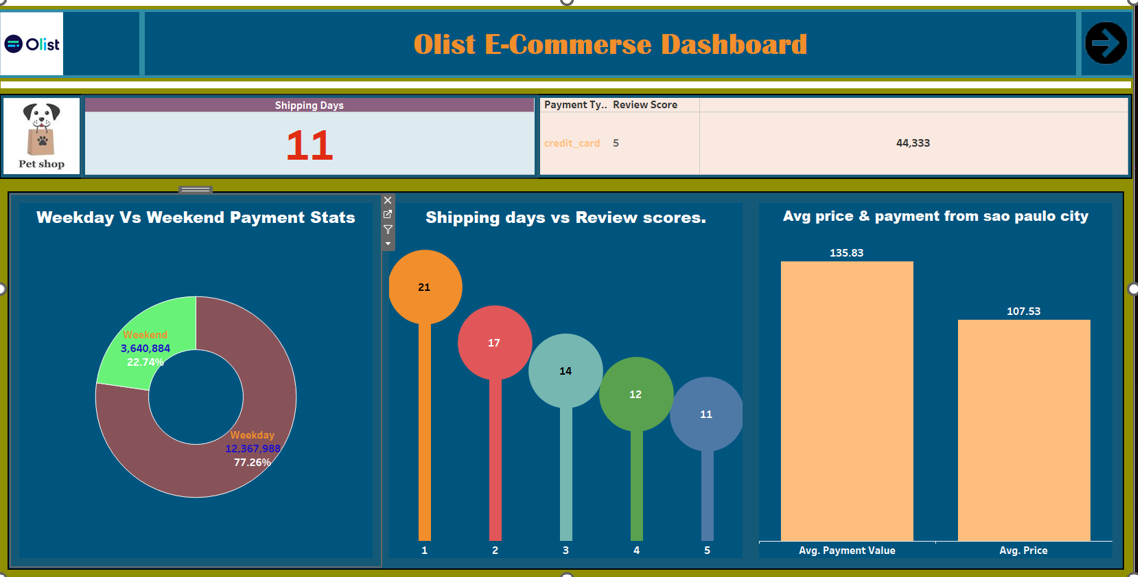 Olist
Olist E-Commerse Dashboard
Pet shop
Shipping Days
11
Payment Ty.. Review Score
credit_card 5 44,333
Weekday Vs Weekend Payment Stats
Weekend
3,640,884
22.74%
Weekday
12,367,988
77.26%
Shipping days vs Review scores.
21
17
14
12
11
1 2 3 4 5
Avg price & payment from sao paulo city
135.83
107.53
Avg. Payment Value Avg. Price